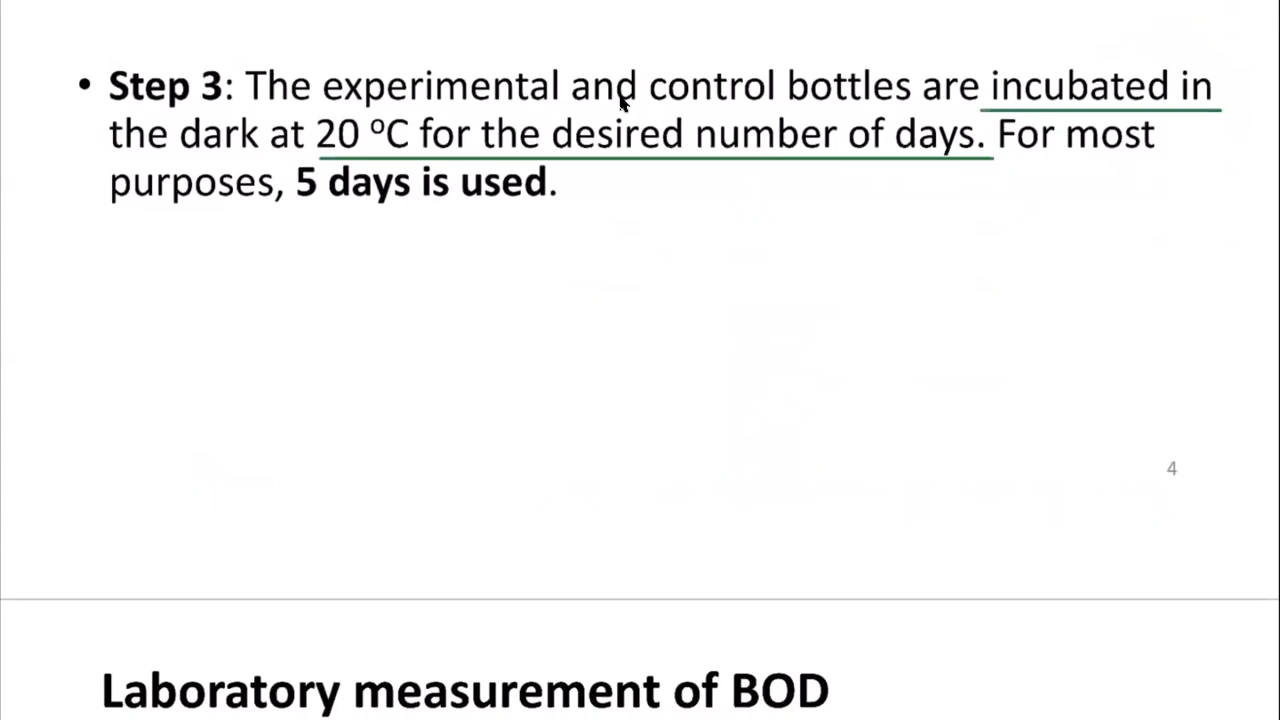 • Step 3: The experimental and control bottles are incubated in
the dark at 20 ºC for the desired number of days. For most
purposes, 5 days is used.
4
Laboratory measurement of BOD